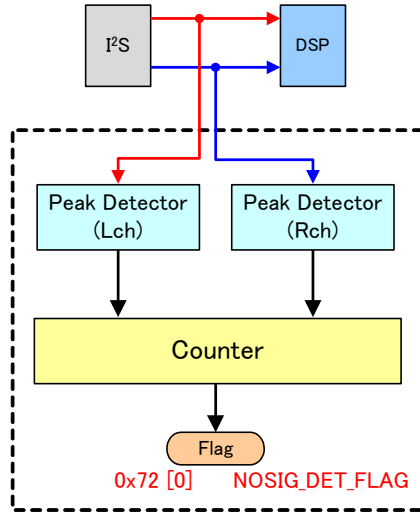 I²S
DSP
Peak Detector
(Lch)
Peak Detector
(Rch)
Counter
Flag
0x72 [0] NOSIG_DET_FLAG